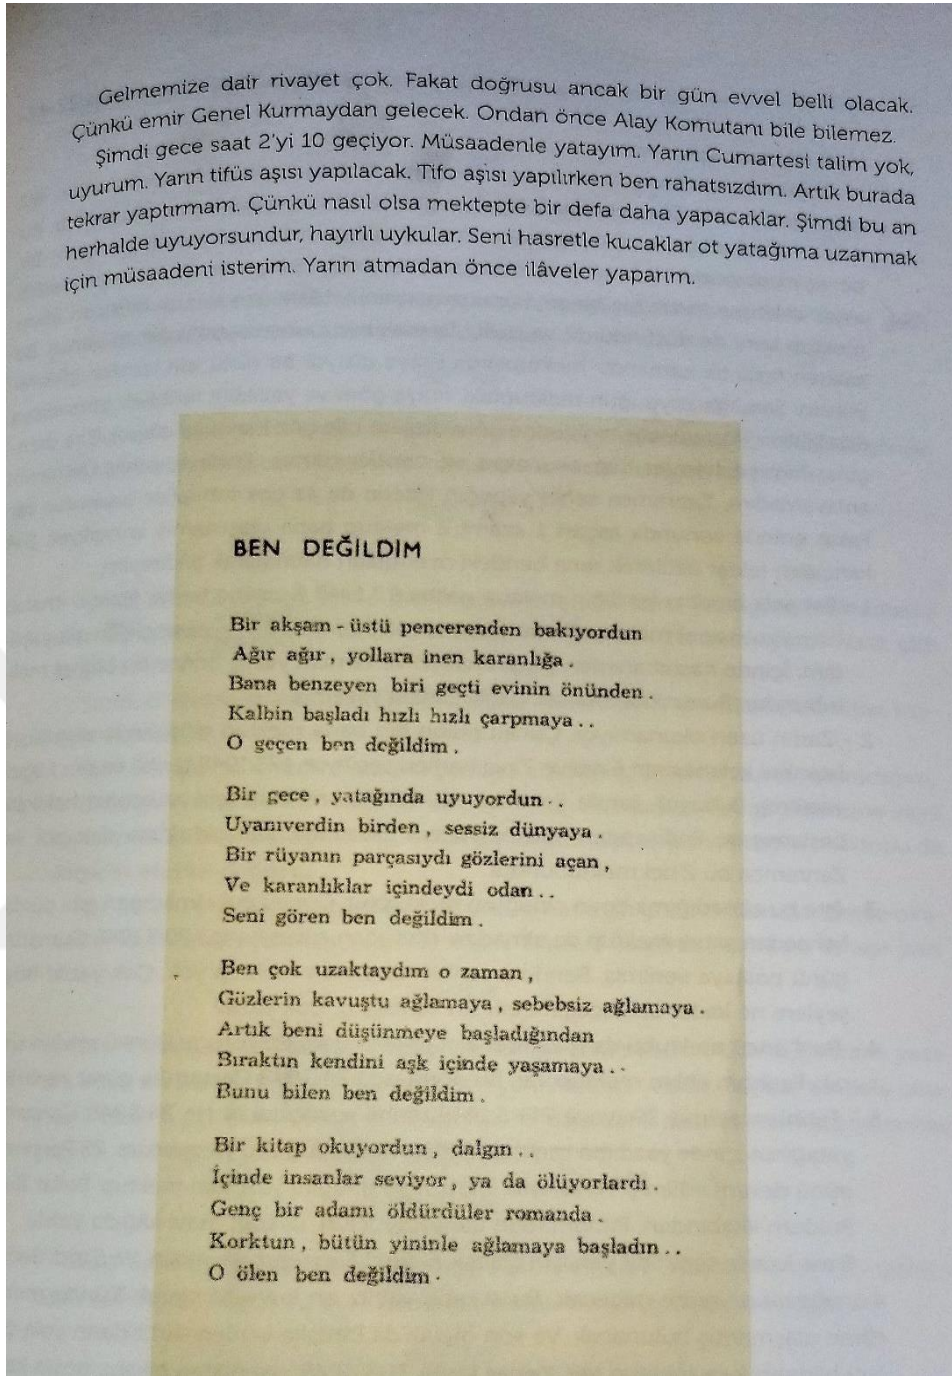 Gelmemize dair rivayet çok. Fakat doğrusu ancak bir gün evvel belli olacak.
Çünkü emir Genel Kurmaydan gelecek. Ondan önce Alay Komutanı bile bilemez.
Şimdi gece saat 2'yi 10 geçiyor. Müsaadenle yatayım. Yarın Cumartesi talim yok,
uyurum. Yarın tifüs aşısı yapılacak. Tifo aşısı yapılırken ben rahatsızdım. Artık burada
tekrar yaptırmam. Çünkü nasıl olsa mektepte bir defa daha yapacaklar. Şimdi bu an
herhalde uyuyorsundur, hayırlı uykular. Seni hasretle kucaklar ot yatağıma uzanmak
için müsaadeni isterim. Yarın atmadan önce ilâveler yaparım.
BEN DEĞİLDİM
Bir akşam - üstü pencerenden bakıyordun
Ağır ağır, yollara inen karanlığa .
Bana benzeyen biri geçti evinin önünden .
Kalbin başladı hızlı hızlı çarpmaya . .
O geçen ben değildim .
Bir gece , yatağında uyuyordun . .
Uyanıverdin birden , sessiz dünyaya .
Bir rüyanın parçasıydı gözlerini açan ,
Ve karanlıklar içindeydi odan . .
Seni gören ben değildim .
Ben çok uzaktaydım o zaman ,
Gözlerin kavuştu ağlamaya , sebebsiz ağlamaya .
Artık beni düşünmeye başladığından
Bıraktın kendini aşk içinde yaşamaya . .
Bunu bilen ben değildim .
Bir kitap okuyordun , dalgın . .
İçinde insanlar seviyor , ya da ölüyorlardı .
Genç bir adamı öldürdüler romanda .
Korktun , bütün yininle ağlamaya başladın . .
O ölen ben değildim .